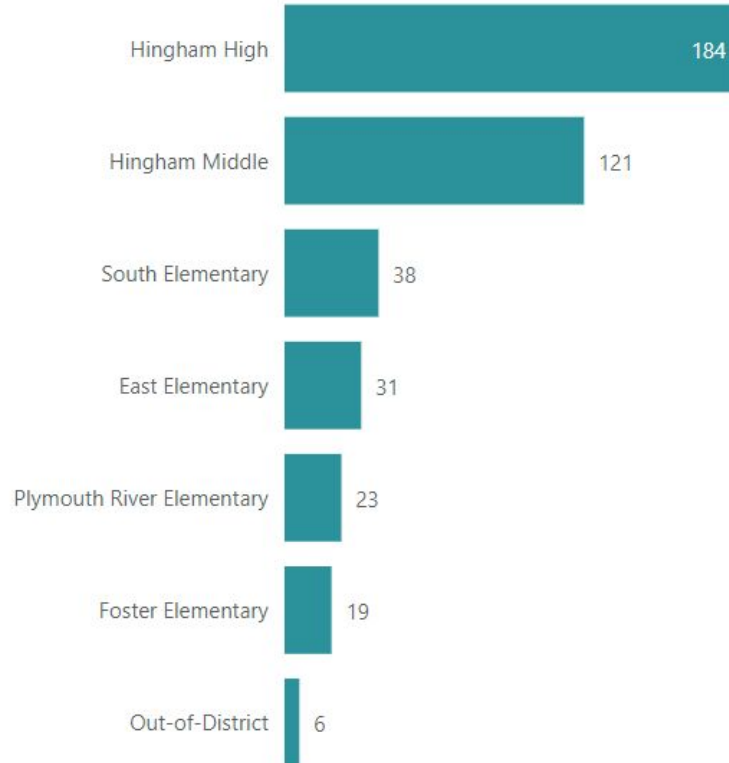 Hingham High 184
Hingham Middle 121
South Elementary 38
East Elementary 31
Plymouth River Elementary 23
Foster Elementary 19
Out-of-District 6